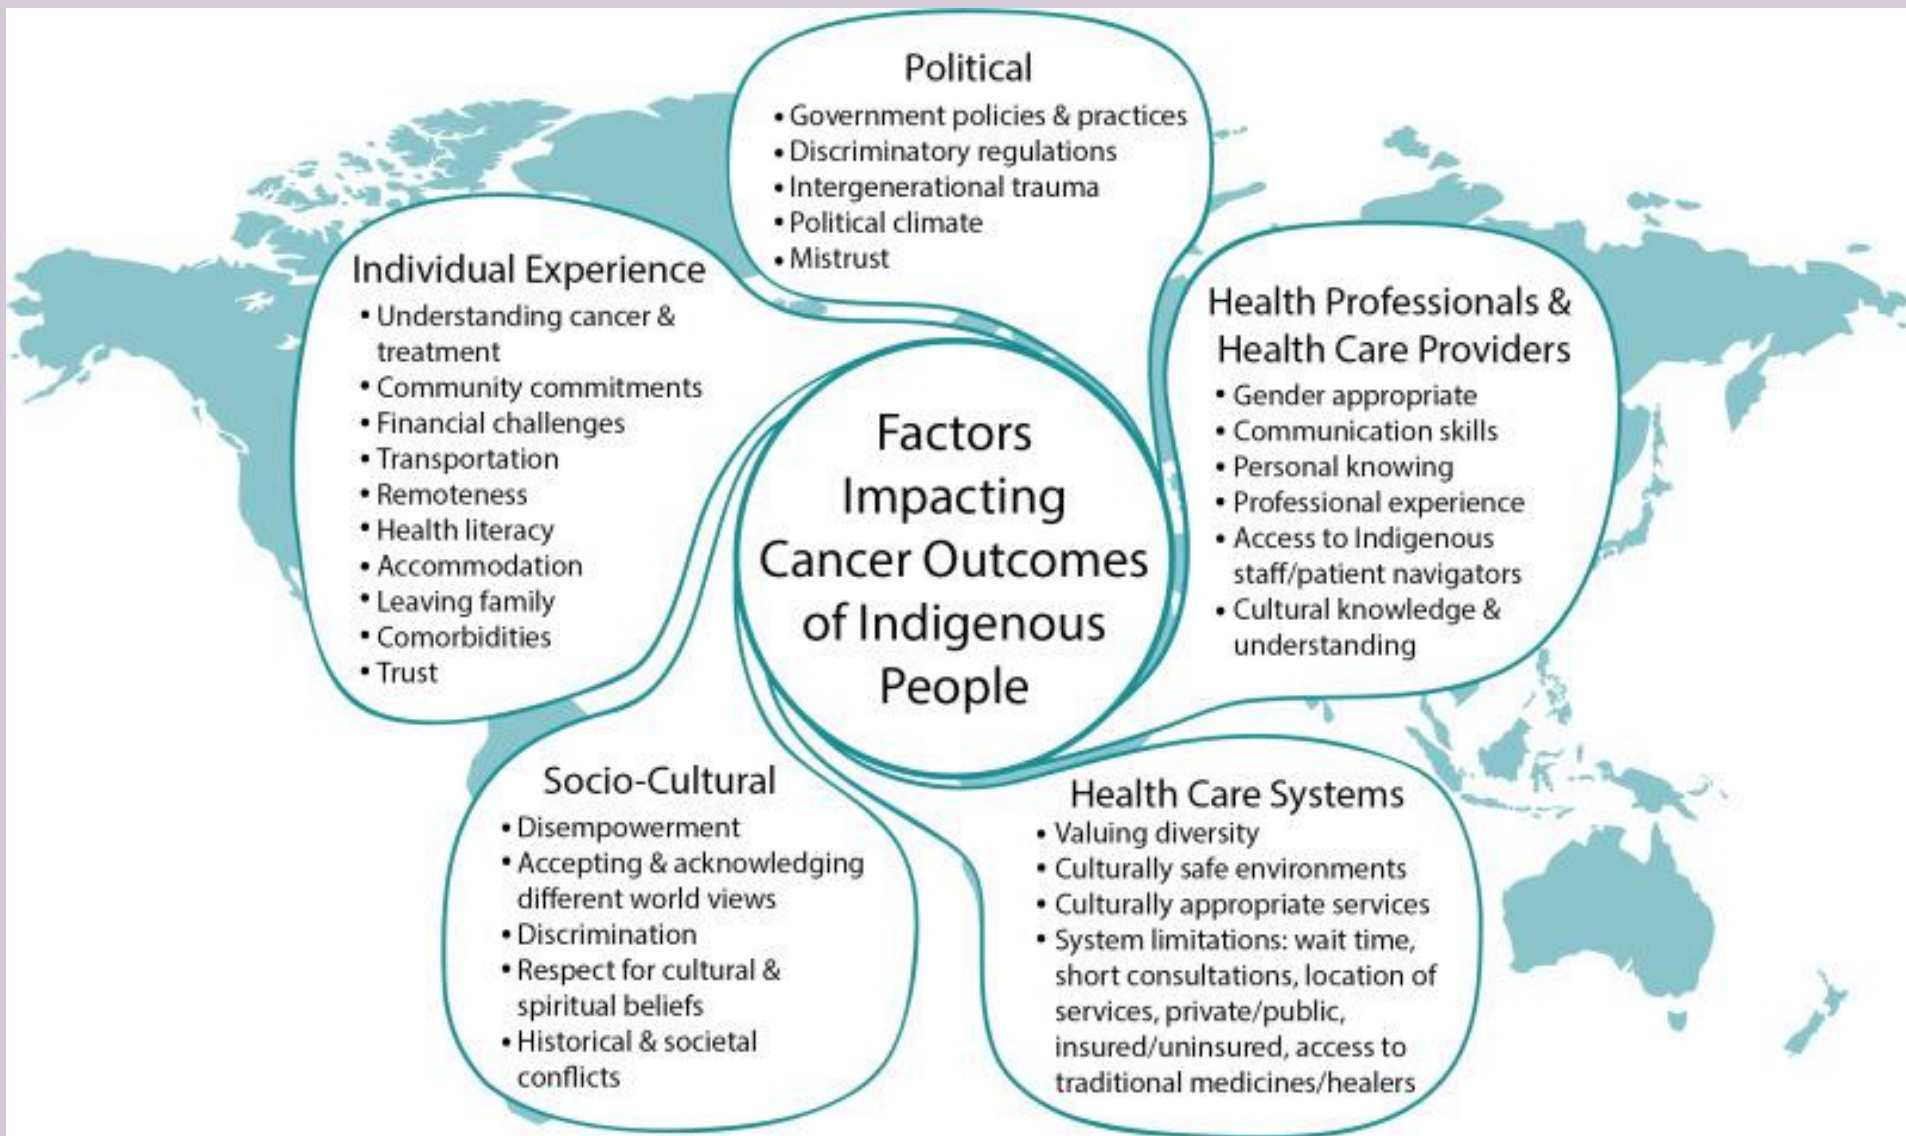 Political
• Government policies & practices
• Discriminatory regulations
• Intergenerational trauma
• Political climate
• Mistrust
Individual Experience
• Understanding cancer &
treatment
• Community commitments
• Financial challenges
• Transportation
• Remoteness
• Health literacy
• Accommodation
• Leaving family
• Comorbidities
• Trust
Factors
Impacting
Cancer Outcomes
of Indigenous
People
Health Professionals &
Health Care Providers
• Gender appropriate
• Communication skills
• Personal knowing
• Professional experience
• Access to Indigenous
staff/patient navigators
• Cultural knowledge &
understanding
Socio-Cultural
• Disempowerment
• Accepting & acknowledging
different world views
• Discrimination
• Respect for cultural &
spiritual beliefs
• Historical & societal
conflicts
Health Care Systems
• Valuing diversity
• Culturally safe environments
• Culturally appropriate services
• System limitations: wait time,
short consultations, location of
services, private/public,
insured/uninsured, access to
traditional medicines/healers